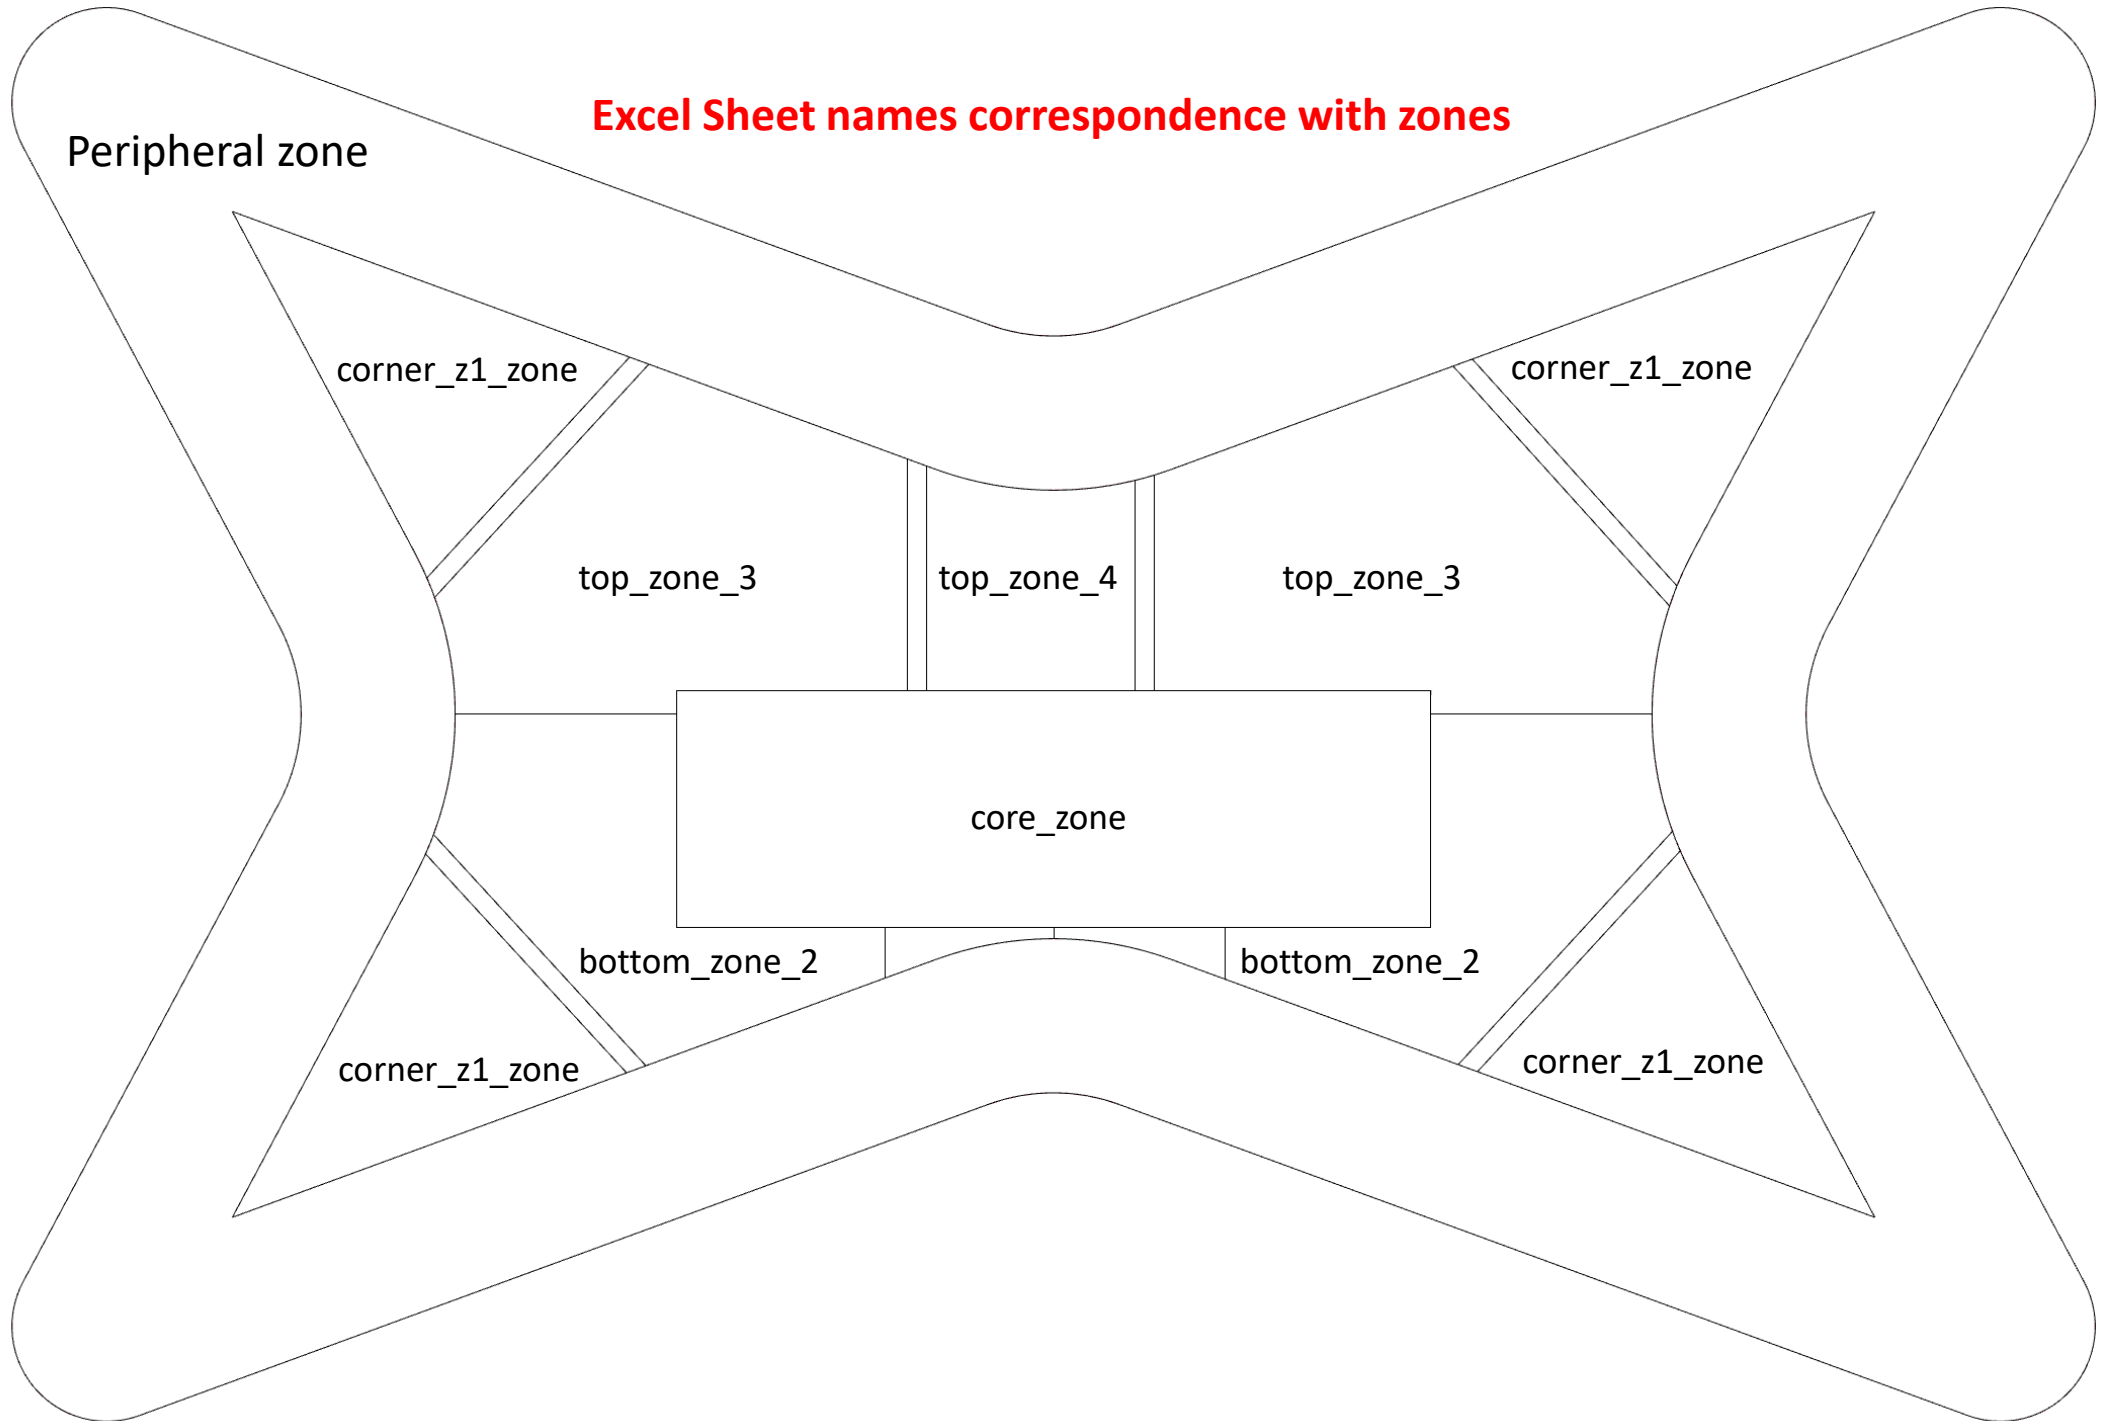 Excel Sheet names correspondence with zones
Peripheral zone
corner_z1_zone
corner_z1_zone
top_zone_3
top_zone_4
top_zone_3
core_zone
bottom_zone_2
bottom_zone_2
corner_z1_zone
corner_z1_zone